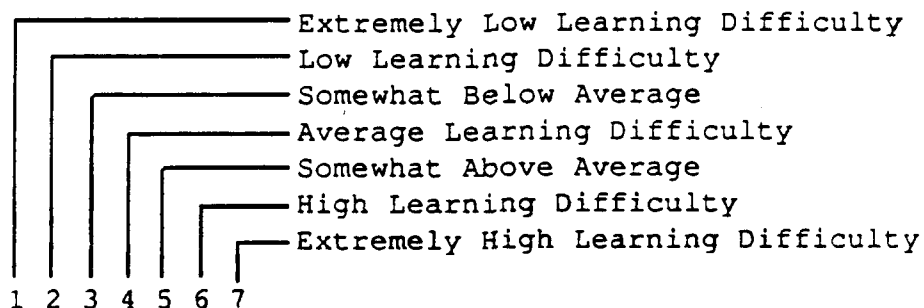 Extremely Low Learning Difficulty
Low Learning Difficulty
Somewhat Below Average
Average Learning Difficulty
Somewhat Above Average
High Learning Difficulty
Extremely High Learning Difficulty
1 2 3 4 5 6 7